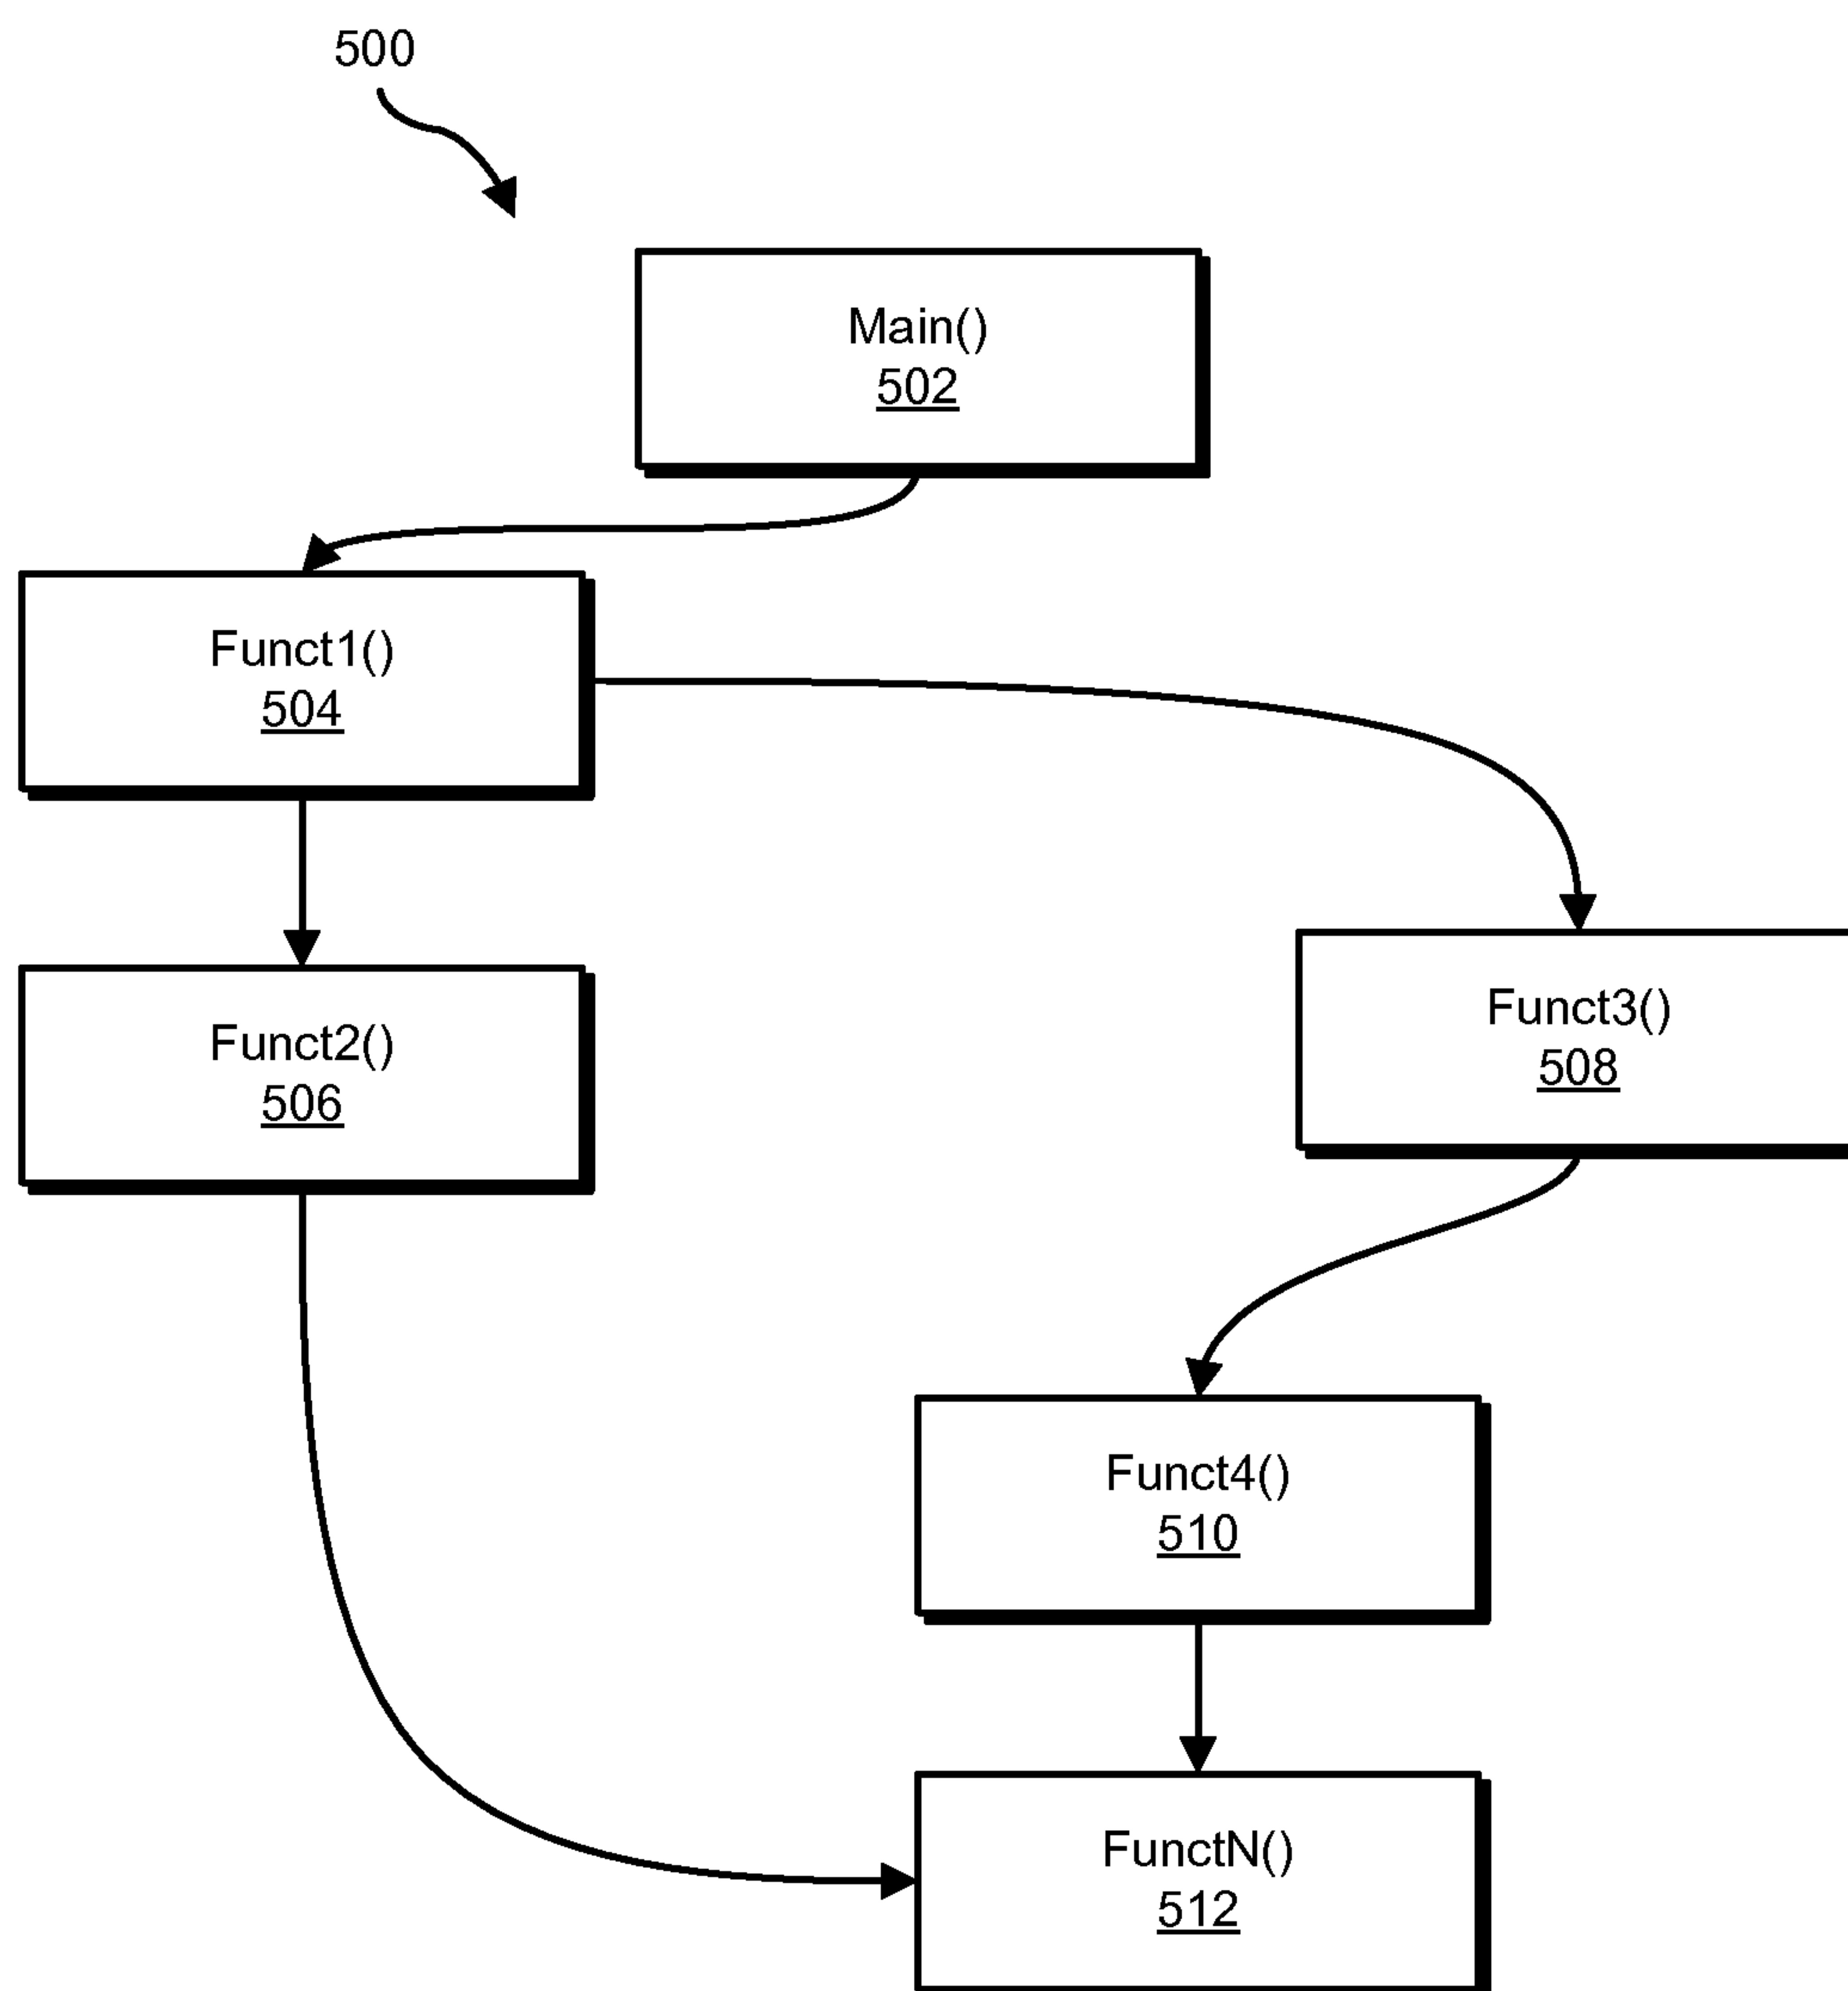 500
Main()
502
Funct1()
504
Funct2()
506
Funct3()
508
Funct4()
510
FunctN()
512